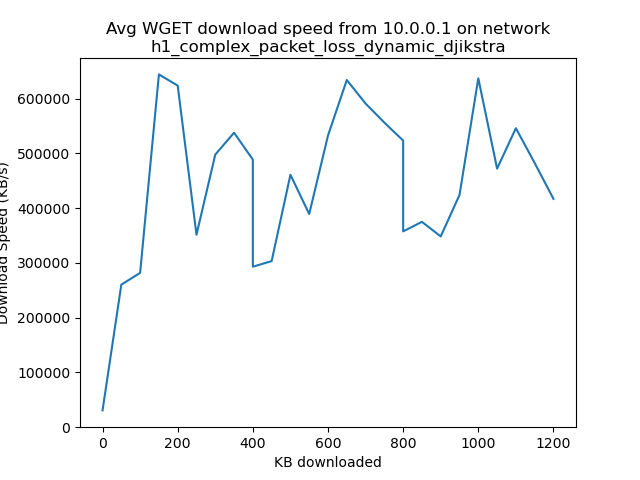 Avg WGET download speed from 10.0.0.1 on network
h1_complex_packet_loss_dynamic_djikstra
600000
500000
400000
300000
200000
100000
0
Download Speed (KB/s)
0 200 400 600 800 1000 1200
KB downloaded